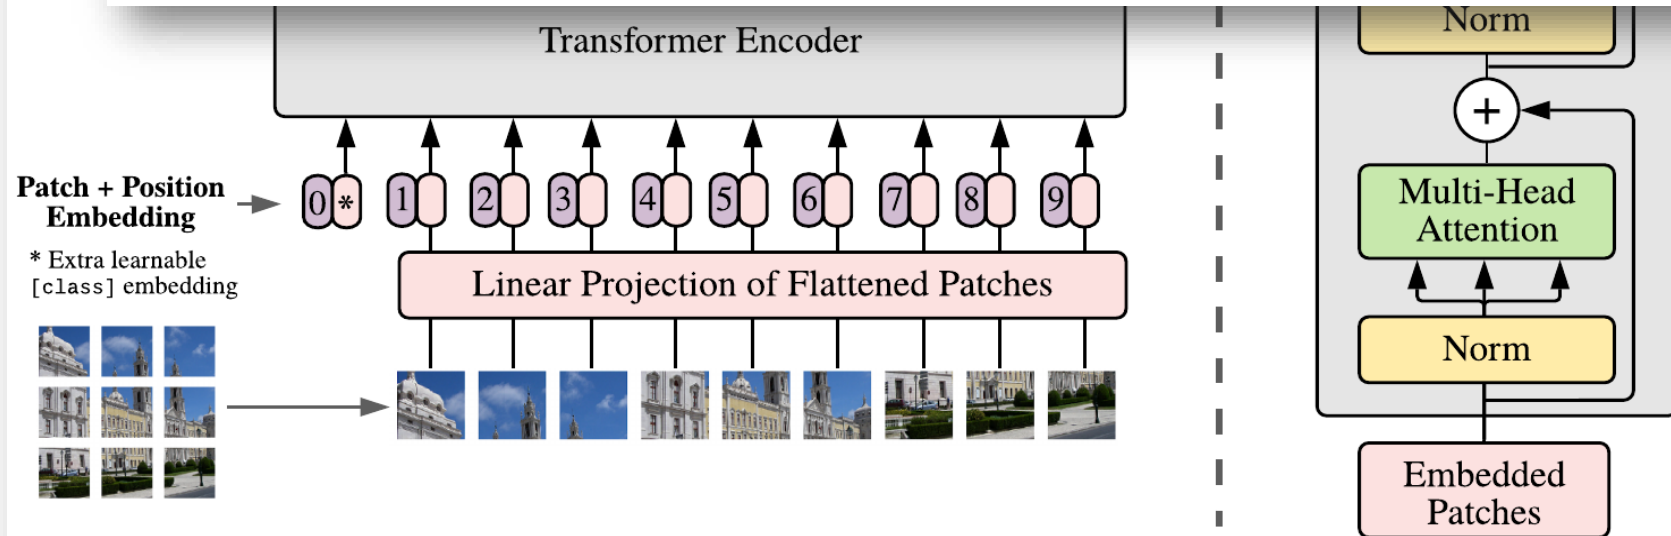 Transformer Encoder
Patch + Position
Embedding
0 * 1 2 3 4 5 6 7 8 9
* Extra learnable
[class] embedding
Linear Projection of Flattened Patches
Norm
+
Multi-Head
Attention
Norm
Embedded
Patches